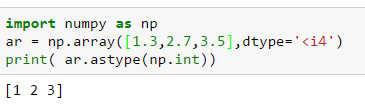 import numpy as np
ar = np.array([1.3,2.7,3.5],dtype='<i4')
print( ar.astype(np.int))
[1 2 3]